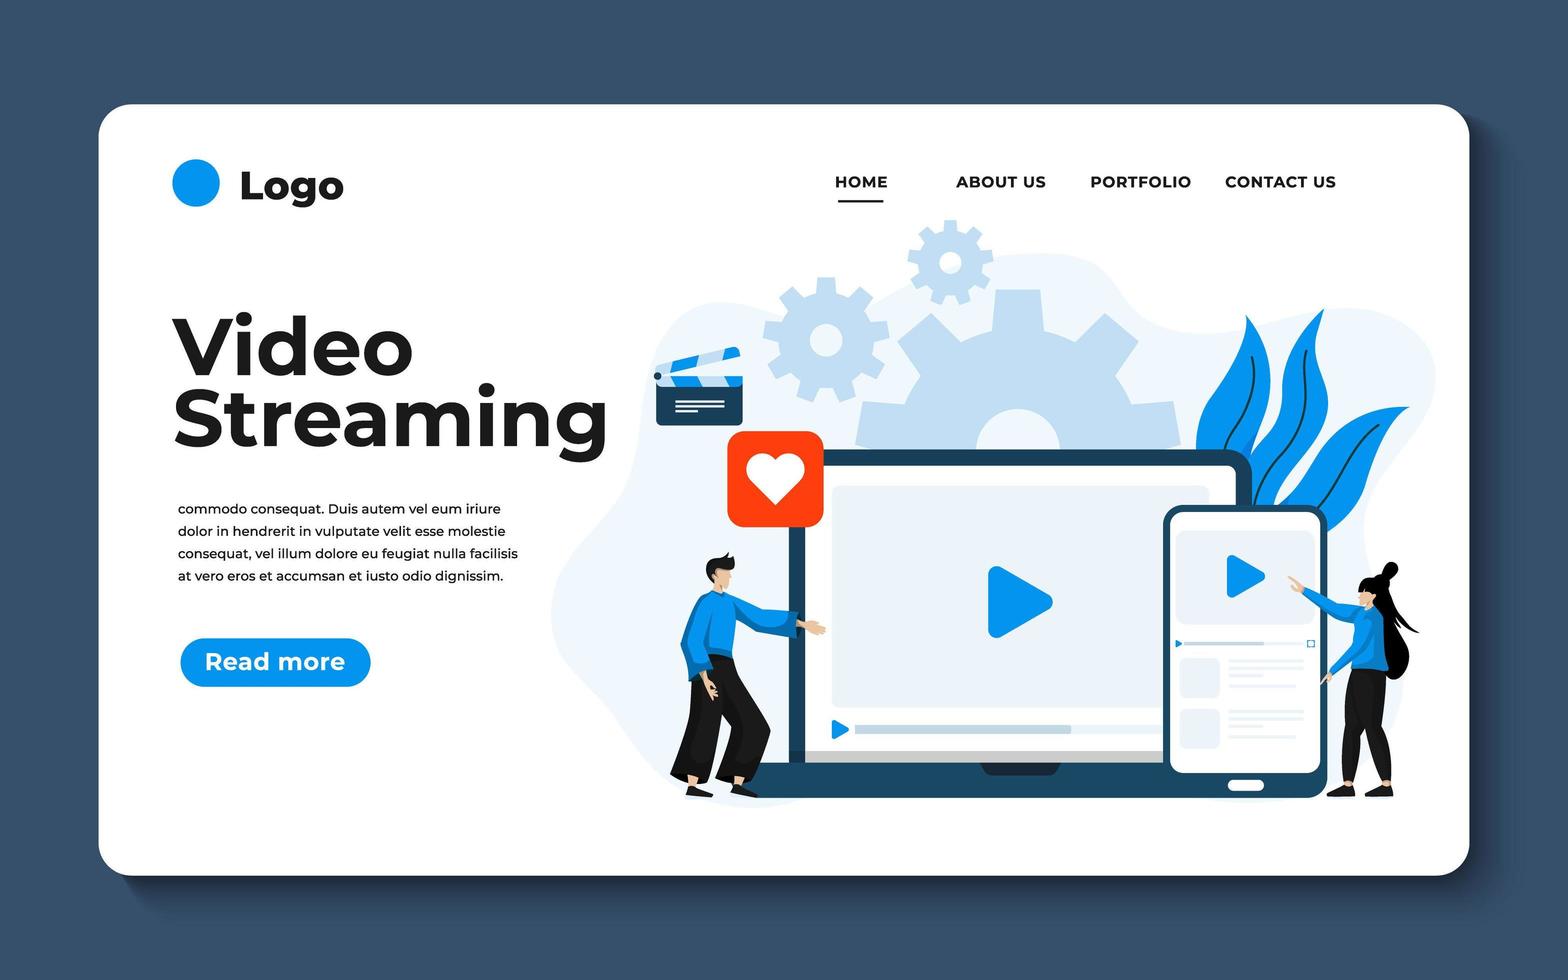 Logo
HOME ABOUT US PORTFOLIO CONTACT US
Video
Streaming
commodo consequat. Duis autem vel eum iriure
dolor in hendrerit in vulputate velit esse molestie
consequat, vel illum dolore eu feugiat nulla facilisis
at vero eros et accumsan et iusto odio dignissim.
Read more